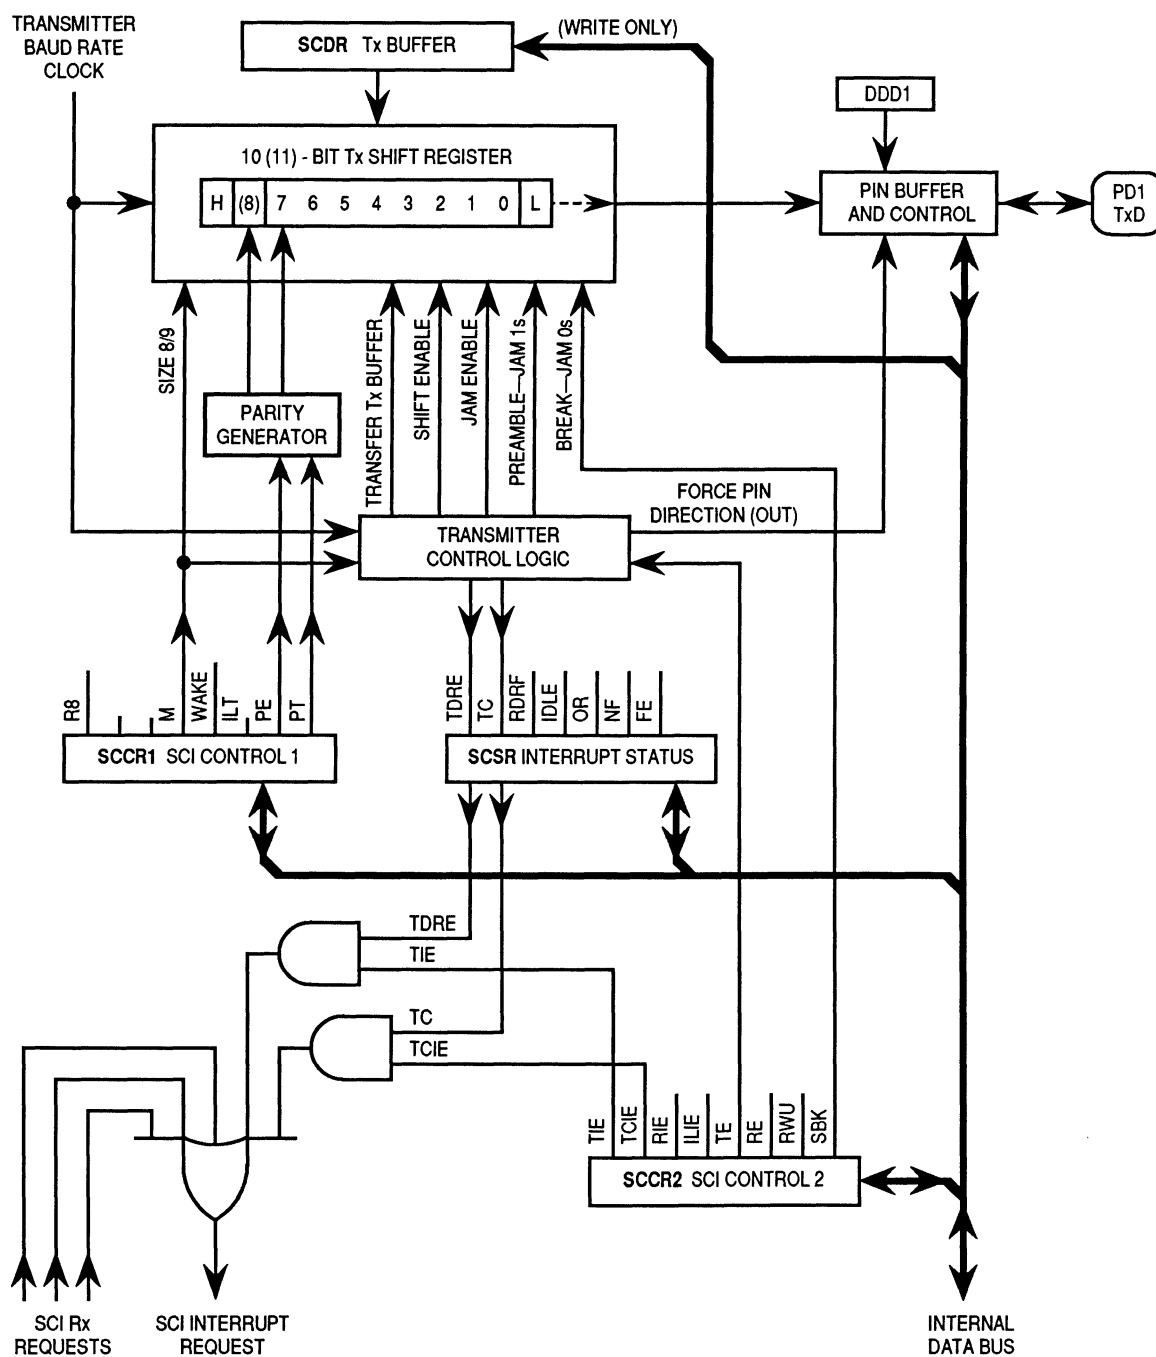 TRANSMITTER
BAUD RATE
CLOCK
SCDR Tx BUFFER
(WRITE ONLY)
DDD1
10 (11) - BIT Tx SHIFT REGISTER
H (8) 7 6 5 4 3 2 1 0 L
PIN BUFFER
AND CONTROL
PD1
TxD
SIZE 8/9
TRANSFER Tx BUFFER
SHIFT ENABLE
JAM ENABLE
PREAMBLE—JAM 1s
BREAK—JAM 0s
PARITY
GENERATOR
FORCE PIN
DIRECTION (OUT)
TRANSMITTER
CONTROL LOGIC
R8
M
WAKE
ILT
PE
PT
TDRE
TC
RDRF
IDLE
OR
NF
FE
SCCR1 SCI CONTROL 1
SCSR INTERRUPT STATUS
TDRE
TIE
TC
TCIE
TIE
TCIE
RIE
ILIE
TE
RE
RWU
SBK
SCCR2 SCI CONTROL 2
SCI Rx
REQUESTS
SCI INTERRUPT
REQUEST
INTERNAL
DATA BUS